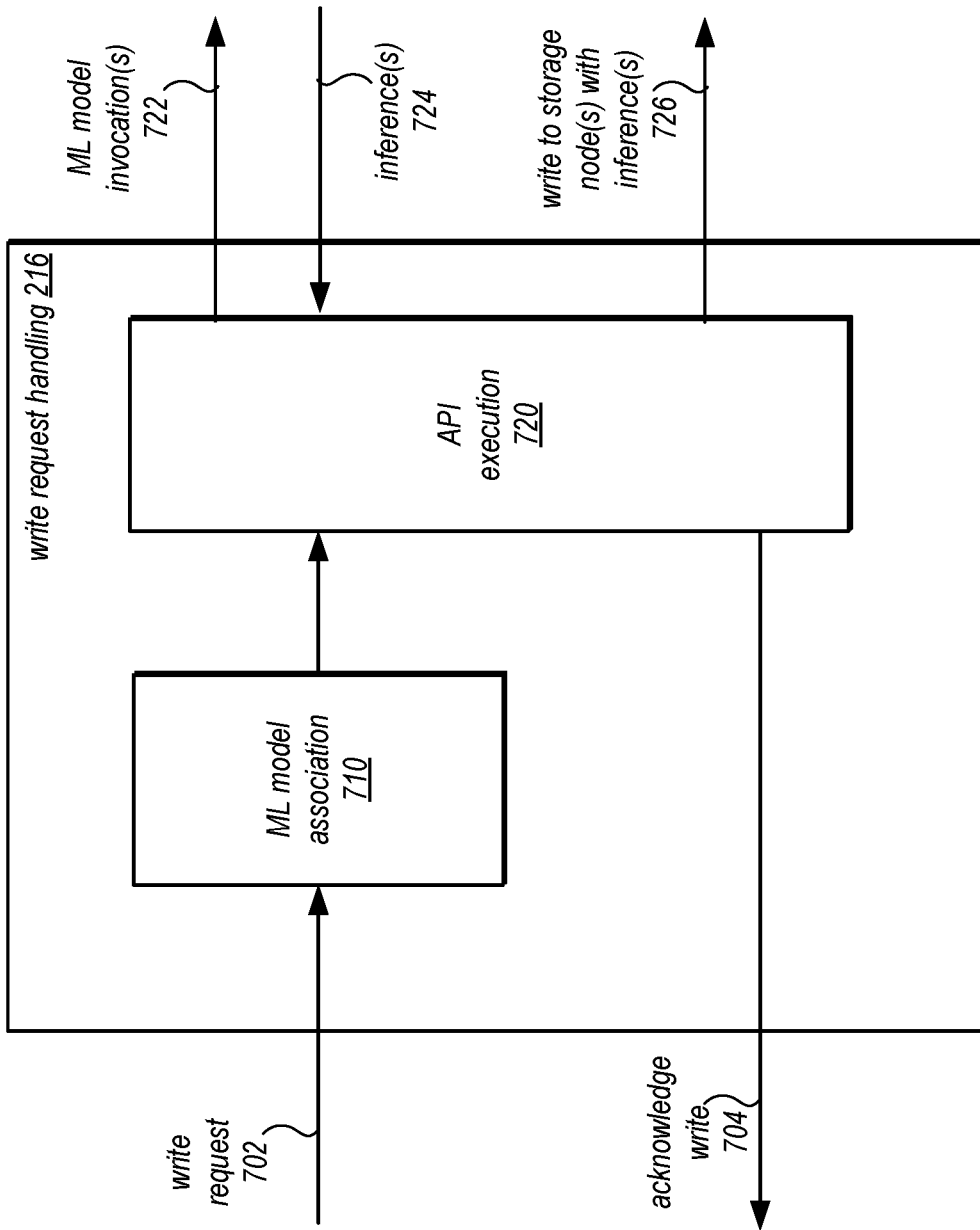 write request handling 216
write
request
702
ML model
association
710
API
execution
720
ML model
invocation(s)
722
inference(s)
724
write to storage
node(s) with
inference(s)
726
acknowledge
write
704